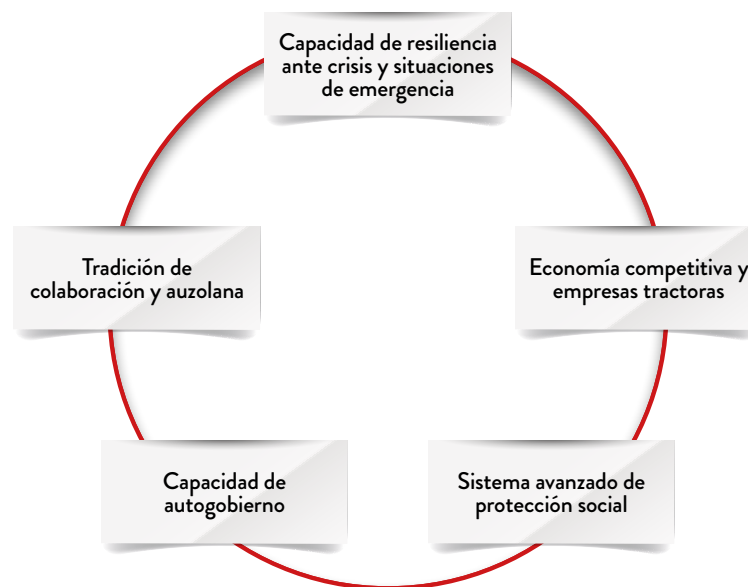 Capacidad de resiliencia
ante crisis y situaciones
de emergencia
Tradición de
colaboración y auzolana
Economía competitiva y
empresas tractoras
Capacidad de
autogobierno
Sistema avanzado de
protección social